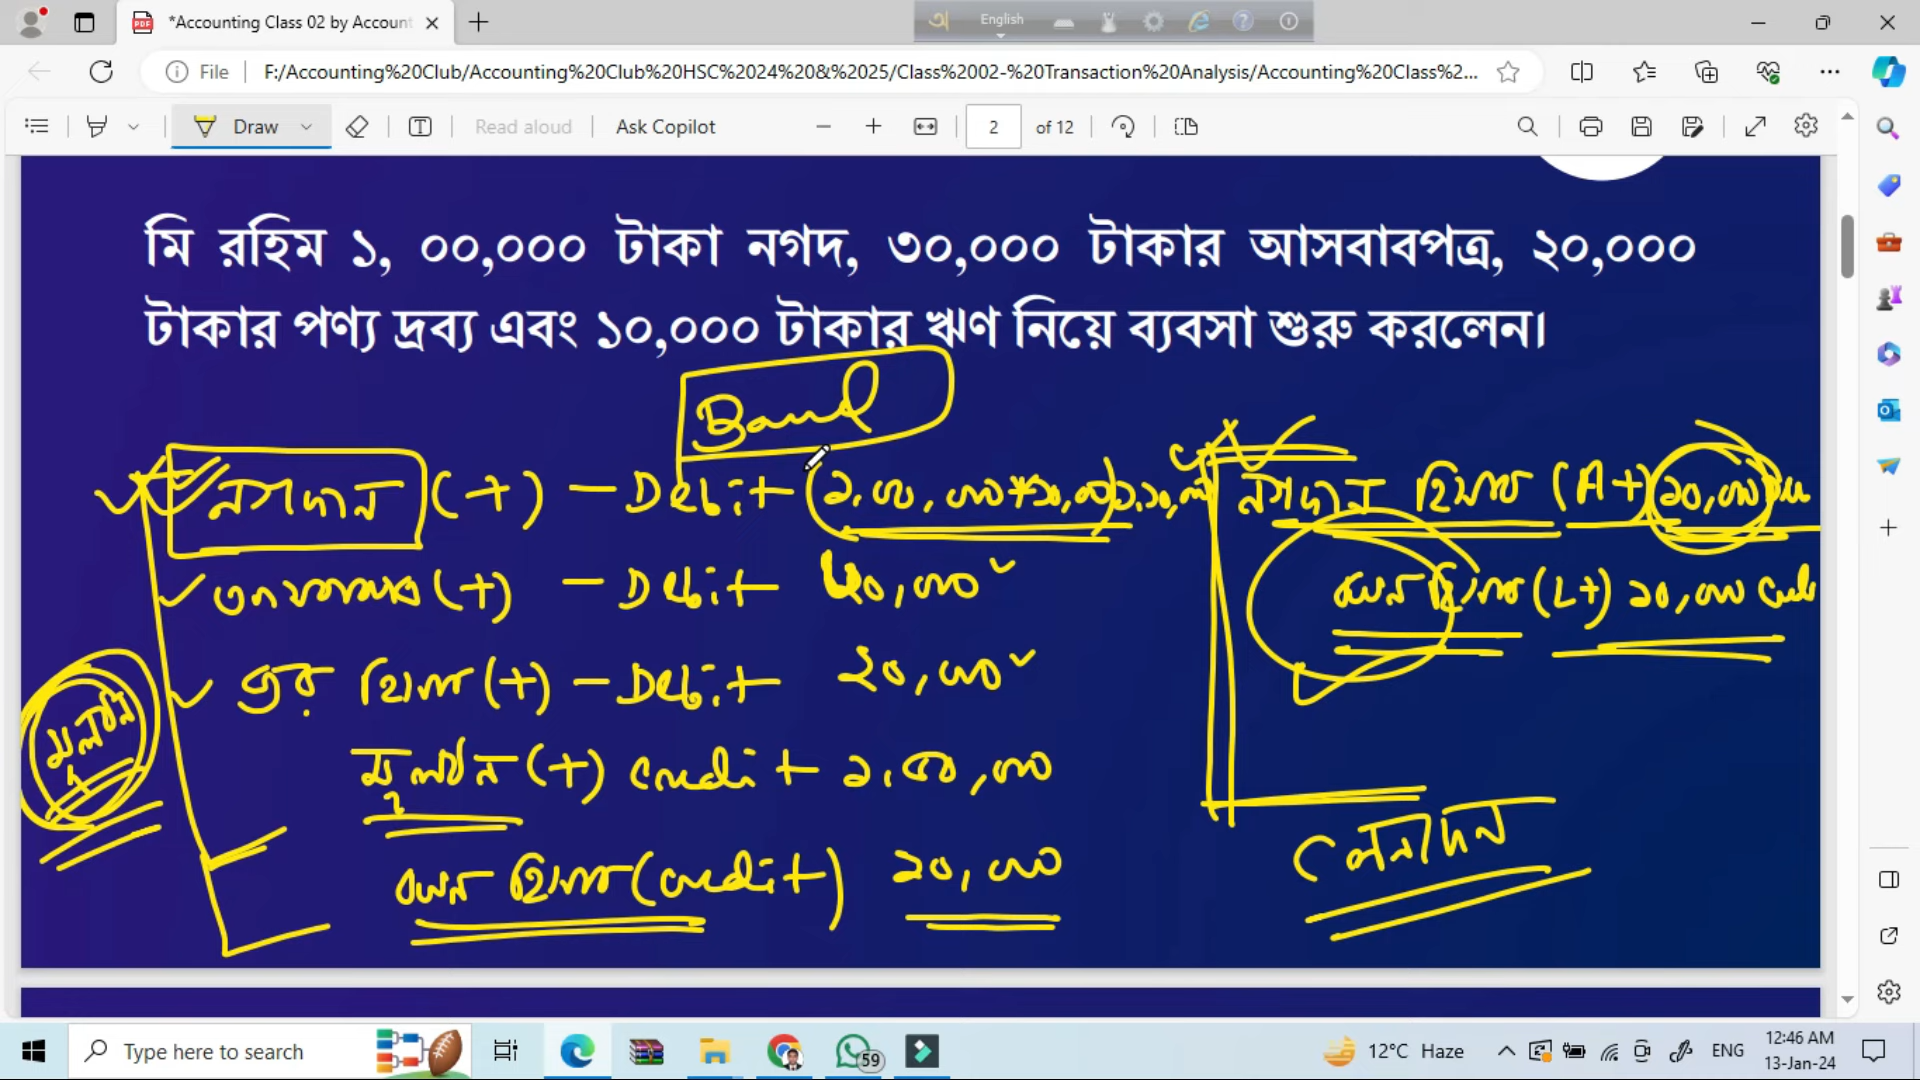 *Accounting Class 02 by Account
English
File
F:/Accounting%20Club/Accounting%20Club%20HSC%2024%20&%2025/Class%2002-%20Transaction%20Analysis/Accounting%20Class%2...
Draw
Read aloud
Ask Copilot
2
of 12
মি রহিম ১, ০০,০০০ টাকা নগদ, ৩০,০০০ টাকার আসবাবপত্র, ২০,০০০
টাকার পণ্য দ্রব্য এবং ১০,০০০ টাকার ঋণ নিয়ে ব্যবসা শুরু করলেন।
নগদান (+) - Debit
নগদান হিসাব (A+) ১০,০০০
আসবাবপত্র (+) - Debit
ঋণ হিসাব (L+) ১০,০০০
ক্রয় হিসাব (+) - Debit ২০,০০০
মূলধন
মূলধন (+) credit ১,৫০,০০০
লেনদেন
ঋণ হিসাব (credit) ১০,০০০
Type here to search
59
12°C Haze
ENG
12:46 AM
13-Jan-24